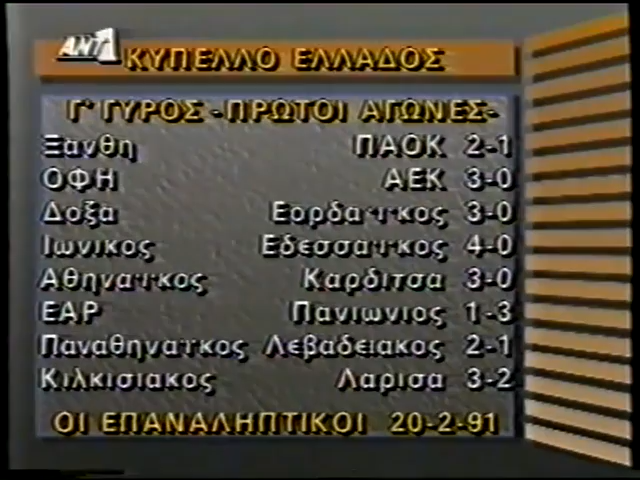 ΑΝΤ1
ΚΥΠΕΛΛΟ ΕΛΛΑΔΟΣ
Γ' ΓΥΡΟΣ -ΠΡΩΤΟΙ ΑΓΩΝΕΣ-
Ξανθη ΠΑΟΚ 2-1
ΟΦΗ ΑΕΚ 3-0
Δοξα Εορδαϊκος 3-0
Ιωνικος Εδεσσαϊκος 4-0
Αθηναϊκος Καρδιτσα 3-0
ΕΑΡ Πανιωνιος 1-3
Παναθηναϊκος Λεβαδειακος 2-1
Κιλκισιακος Λαρισα 3-2
ΟΙ ΕΠΑΝΑΛΗΠΤΙΚΟΙ 20-2-91